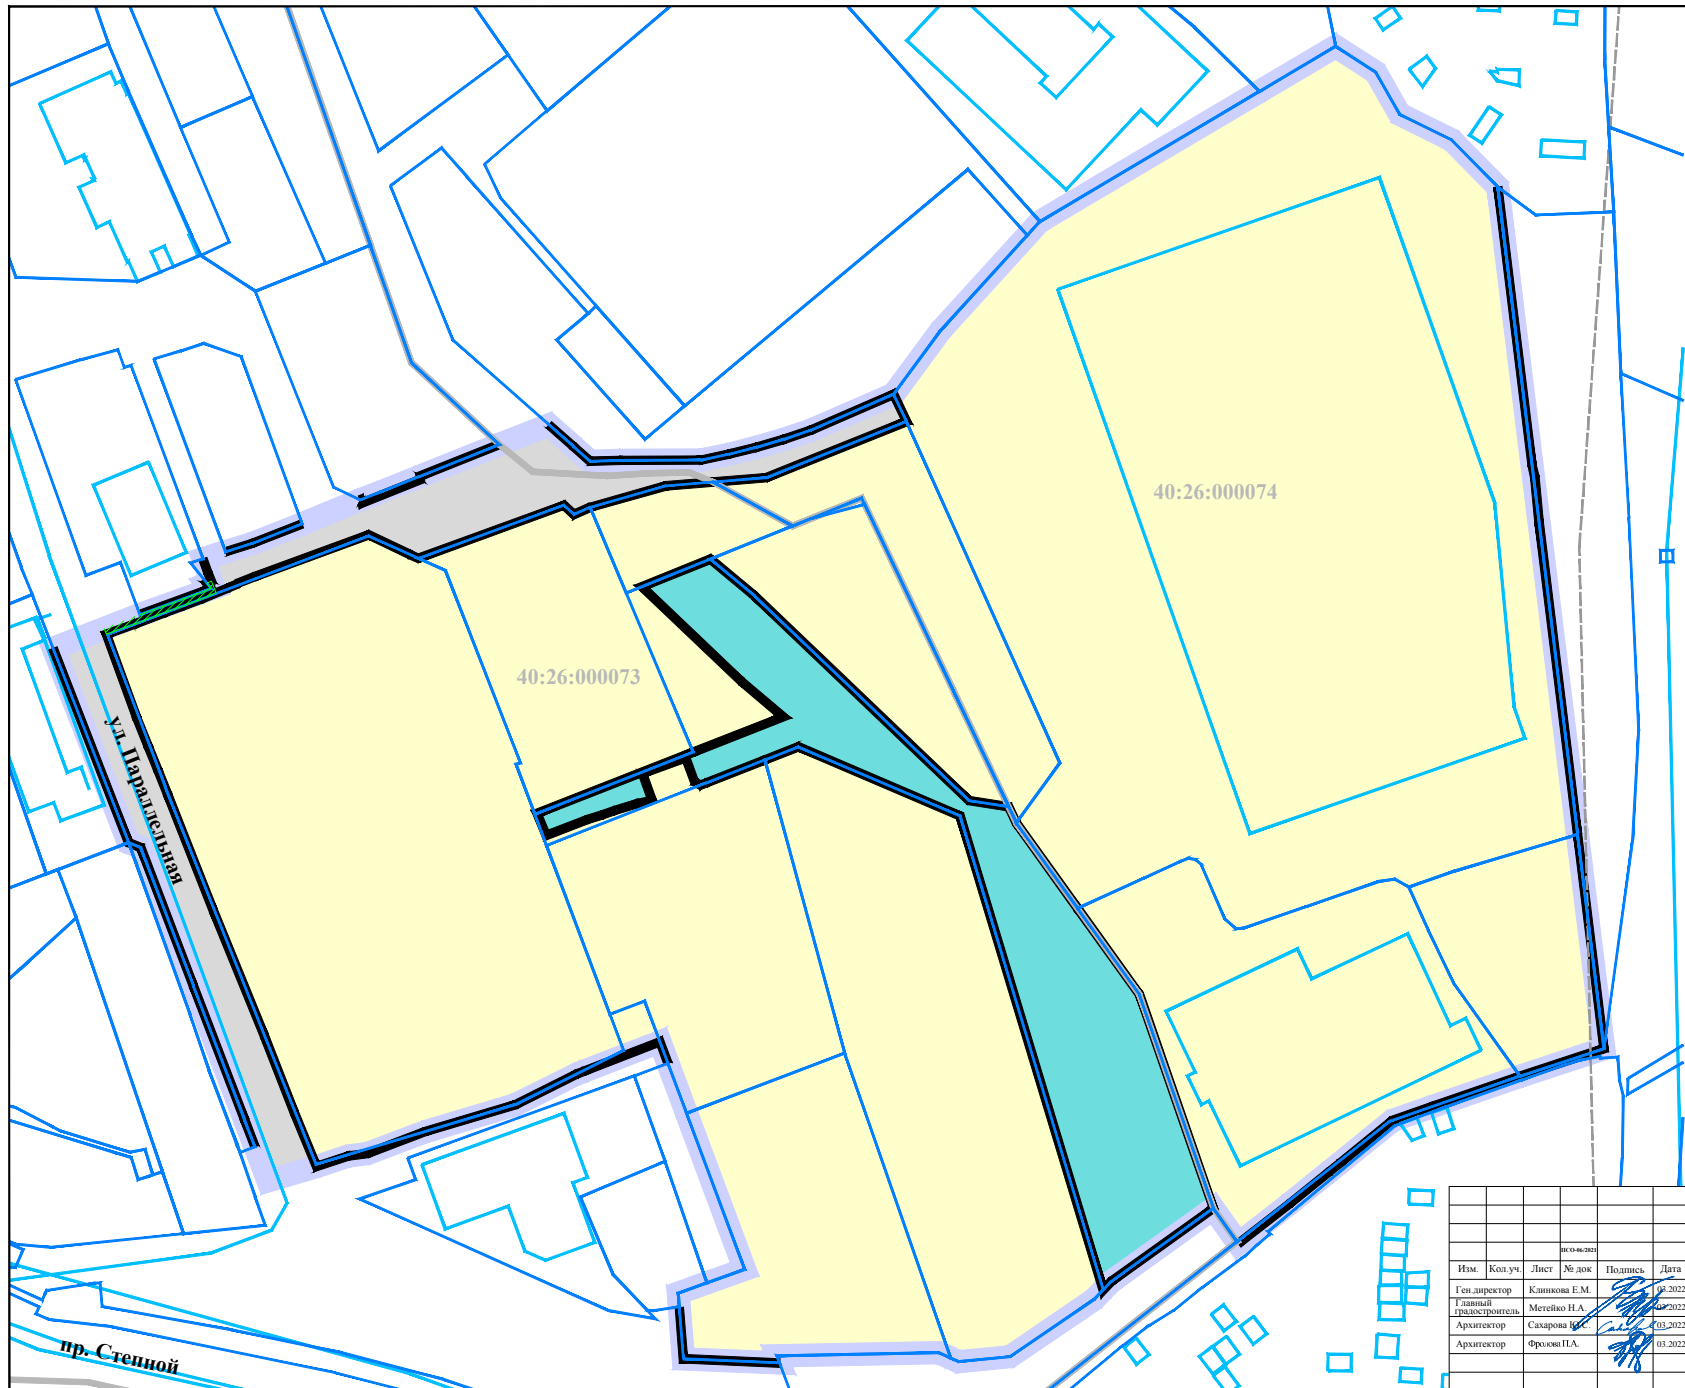 40:26:000074
40:26:000073
ул. Параллельная
пр. Степной
ПСО-06/2021
Изм. Кол.уч. Лист № док Подпись Дата
Ген.директор Клинкова Е.М. 03.2022
Главный градостроитель Метейко Н.А. 03.2022
Архитектор Сахарова Ю.С. 03.2022
Архитектор Фролова П.А. 03.2022